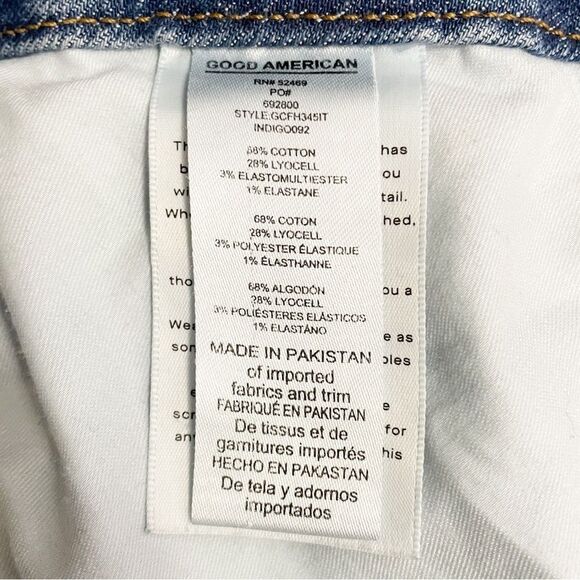 GOOD AMERICAN
RN# 52469
PO#
692800
STYLE:GCFH345IT
INDIGO092
68% COTTON
28% LYOCELL
3% ELASTOMULTIESTER
1% ELASTANE
68% COTON
28% LYOCELL
3% POLYESTER ÉLASTIQUE
1% ÉLASTHANNE
68% ALGODÓN
28% LYOCELL
3% POLIÉSTERES ELÁSTICOS
1% ELASTÁNO
MADE IN PAKISTAN
of imported
fabrics and trim
FABRIQUÉ EN PAKISTAN
De tissus et de
garnitures importés
HECHO EN PAKASTAN
De tela y adornos
importados